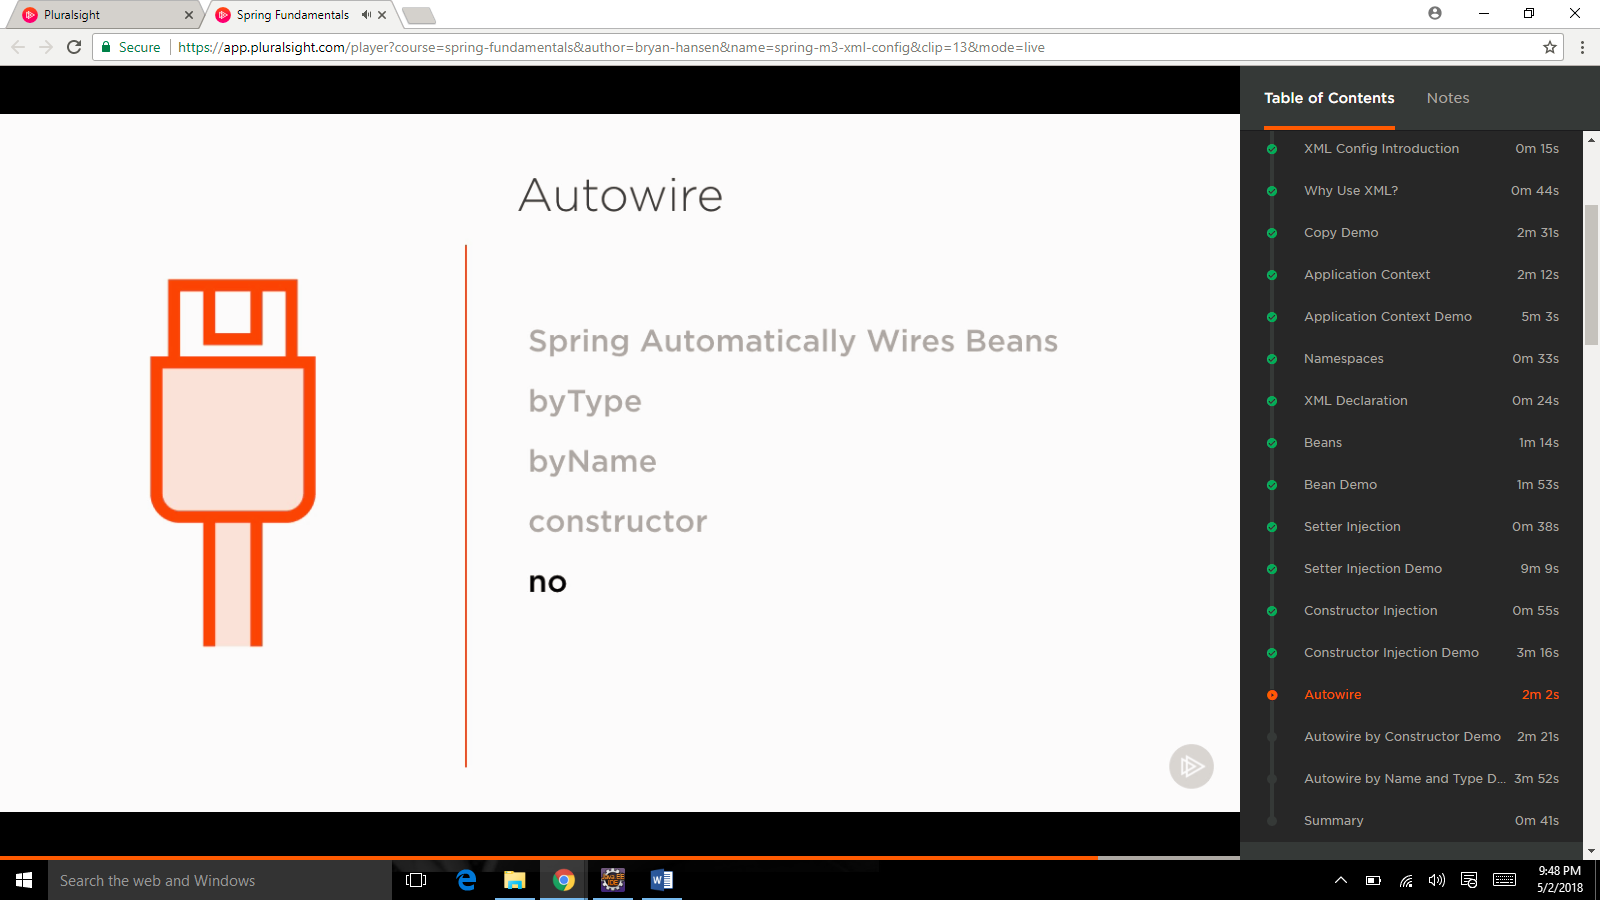 Pluralsight
Spring Fundamentals
Secure
https://app.pluralsight.com/player?course=spring-fundamentals&author=bryan-hansen&name=spring-m3-xml-config&clip=13&mode=live
Autowire
Spring Automatically Wires Beans
byType
byName
constructor
no
Table of Contents Notes
XML Config Introduction 0m 15s
Why Use XML? 0m 44s
Copy Demo 2m 31s
Application Context 2m 12s
Application Context Demo 5m 3s
Namespaces 0m 33s
XML Declaration 0m 24s
Beans 1m 14s
Bean Demo 1m 53s
Setter Injection 0m 38s
Setter Injection Demo 9m 9s
Constructor Injection 0m 55s
Constructor Injection Demo 3m 16s
Autowire 2m 2s
Autowire by Constructor Demo 2m 21s
Autowire by Name and Type D... 3m 52s
Summary 0m 41s
Search the web and Windows
Java EE
IDE
9:48 PM
5/2/2018